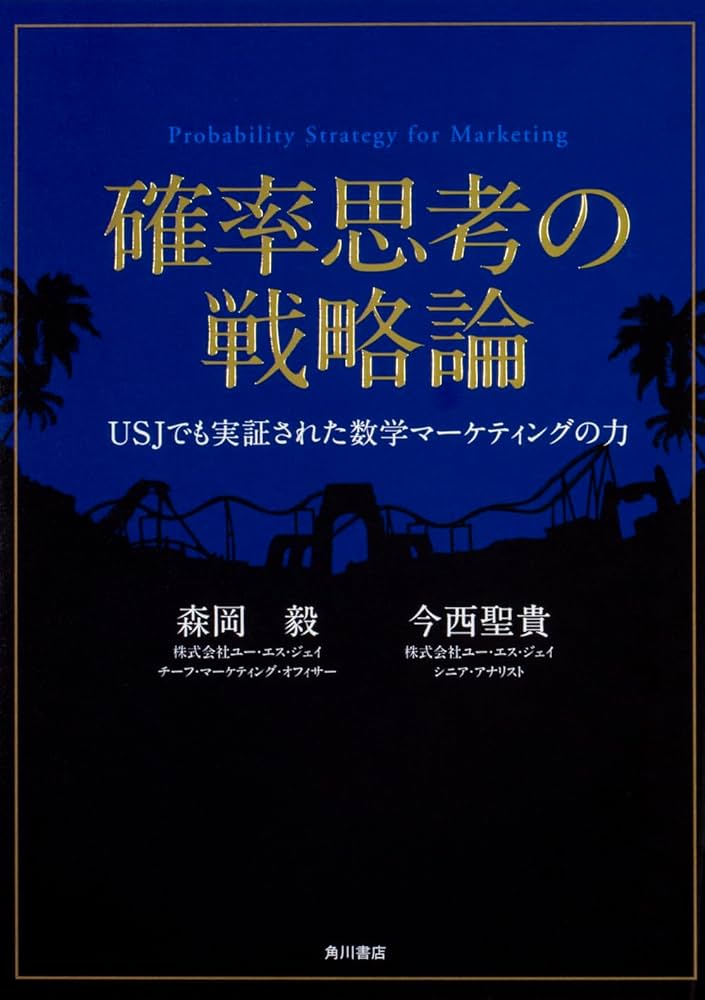 Probability Strategy for Marketing
確率思考の
戦略論
USJでも実証された数学マーケティングの力
森岡 毅
株式会社ユー・エス・ジェイ
チーフ・マーケティング・オフィサー
今西聖貴
株式会社ユー・エス・ジェイ
シニア・アナリスト
角川書店